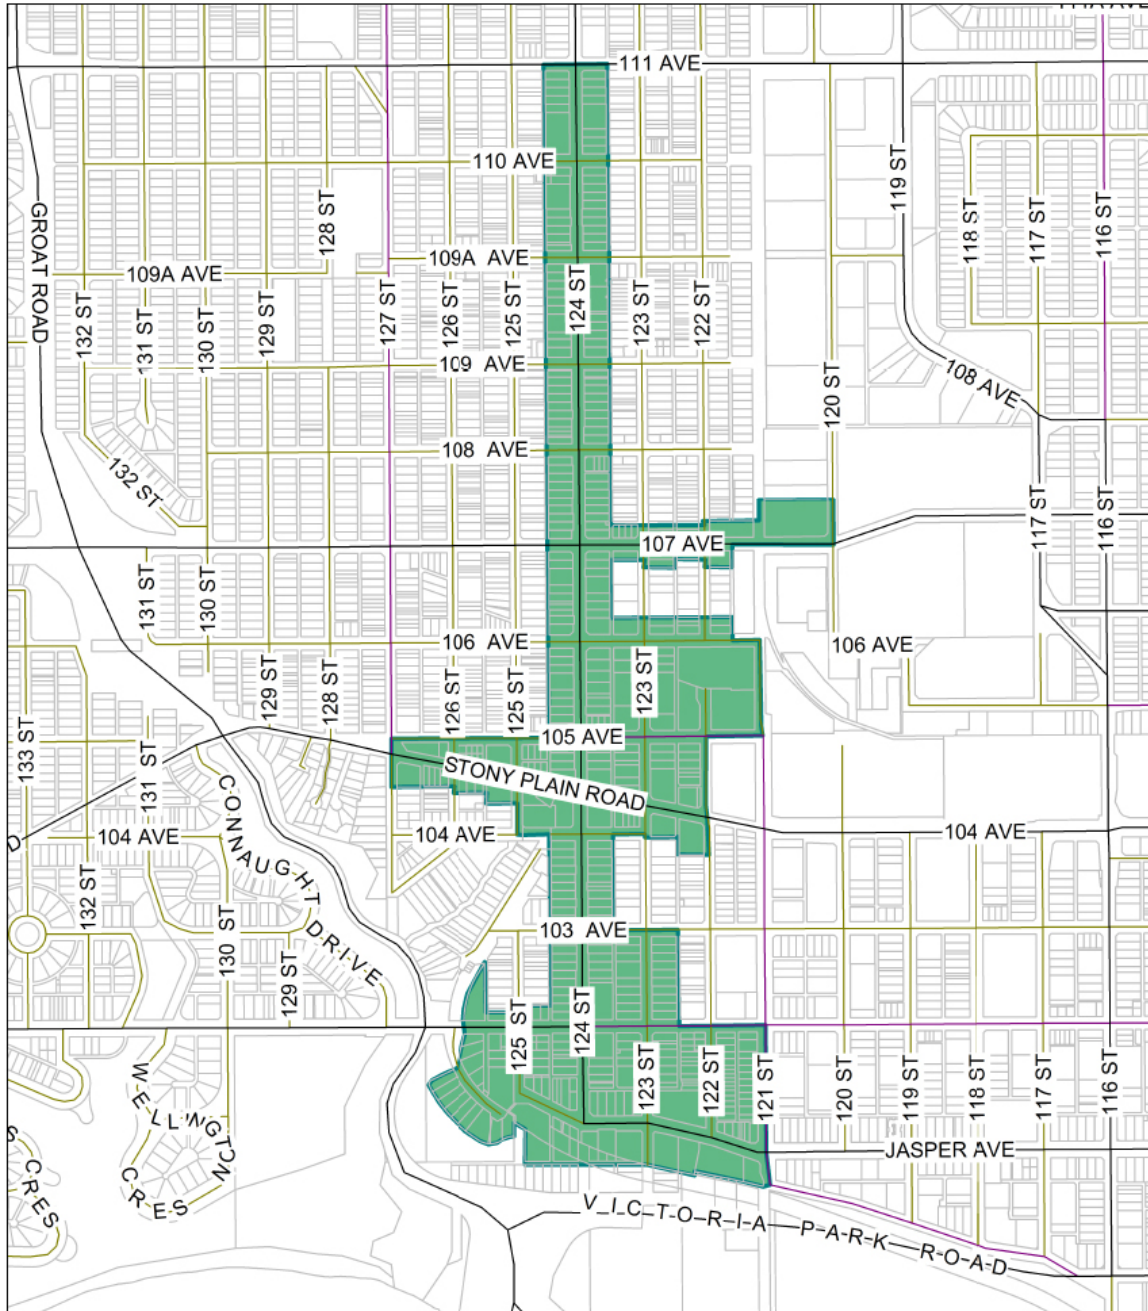 111 AVE
110 AVE
119 ST
GROAT ROAD
128 ST
118 ST
117 ST
116 ST
109A AVE
109A AVE
132 ST
131 ST
130 ST
129 ST
127 ST
126 ST
125 ST
124 ST
123 ST
122 ST
109 AVE
108 AVE
120 ST
108 AVE
132 ST
107 AVE
117 ST
116 ST
131 ST
130 ST
106 AVE
106 AVE
129 ST
128 ST
126 ST
125 ST
123 ST
133 ST
131 ST
105 AVE
STONY PLAIN ROAD
104 AVE
CONNAUGHT DRIVE
104 AVE
104 AVE
132 ST
130 ST
129 ST
103 AVE
125 ST
124 ST
123 ST
122 ST
121 ST
120 ST
119 ST
118 ST
117 ST
116 ST
WELLINGTON
CRES
CRES
JASPER AVE
VICTORIA PARK ROAD